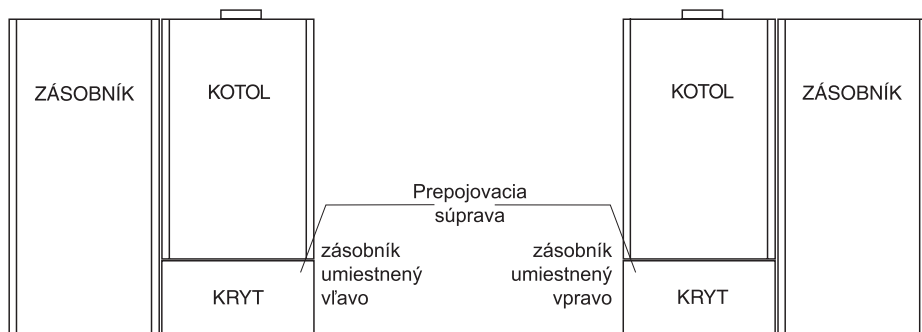 ZÁSOBNÍK
KOTOL
KOTOL
ZÁSOBNÍK
Prepojovacia
súprava
zásobník
umiestnený
vľavo
zásobník
umiestnený
vpravo
KRYT
KRYT